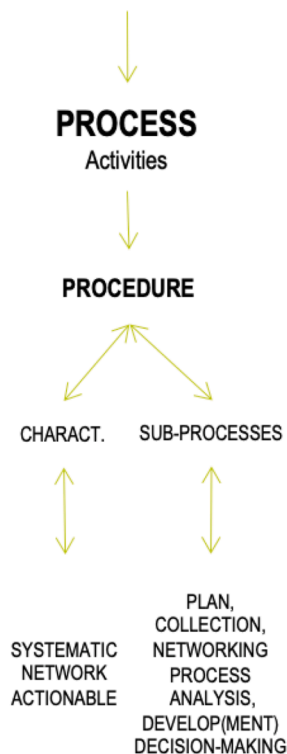 PROCESS
Activities
PROCEDURE
CHARACT.
SUB-PROCESSES
SYSTEMATIC
NETWORK
ACTIONABLE
PLAN,
COLLECTION,
NETWORKING
PROCESS
ANALYSIS,
DEVELOP(MENT)
DECISION-MAKING